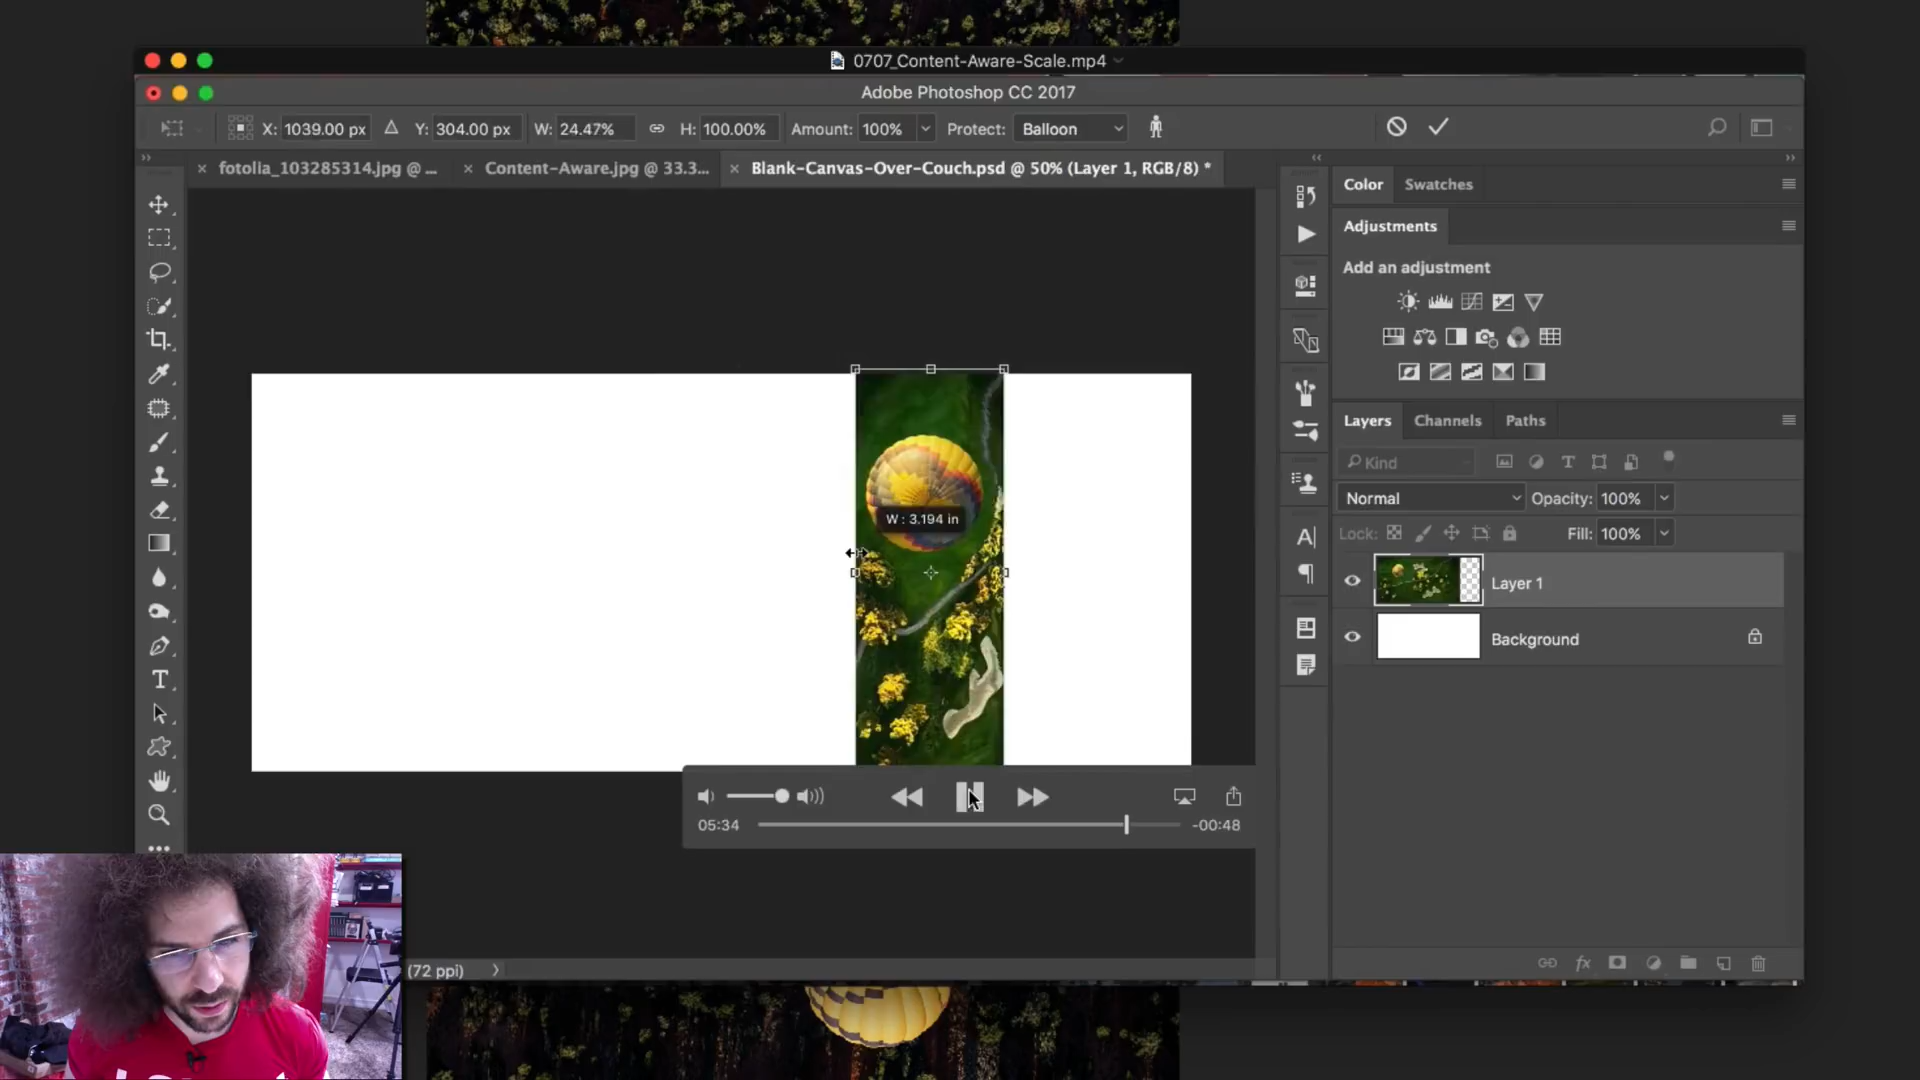 0707_Content-Aware-Scale.mp4
Adobe Photoshop CC 2017
X: 1039.00 px Y: 304.00 px W: 24.47% H: 100.00% Amount: 100% Protect: Balloon
fotolia_103285314.jpg @ ... Content-Aware.jpg @ 33.3... Blank-Canvas-Over-Couch.psd @ 50% (Layer 1, RGB/8) *
Color Swatches
Adjustments
Add an adjustment
Layers Channels Paths
Kind
Normal Opacity: 100%
Lock: Fill: 100%
Layer 1
Background
W : 3.194 in
05:34 -00:48
(72 ppi)